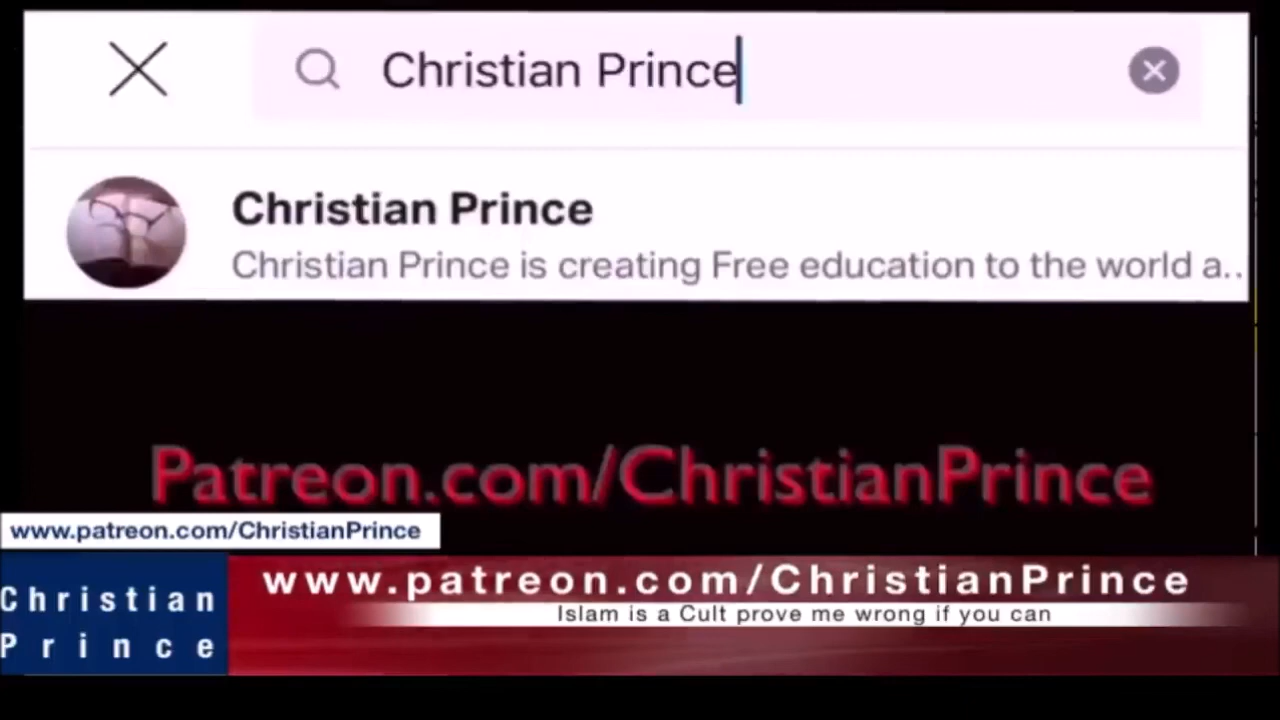 Christian Prince
Christian Prince
Christian Prince is creating Free education to the world a..
Patreon.com/ChristianPrince
www.patreon.com/ChristianPrince
Christian
Prince
www.patreon.com/ChristianPrince
Islam is a Cult prove me wrong if you can